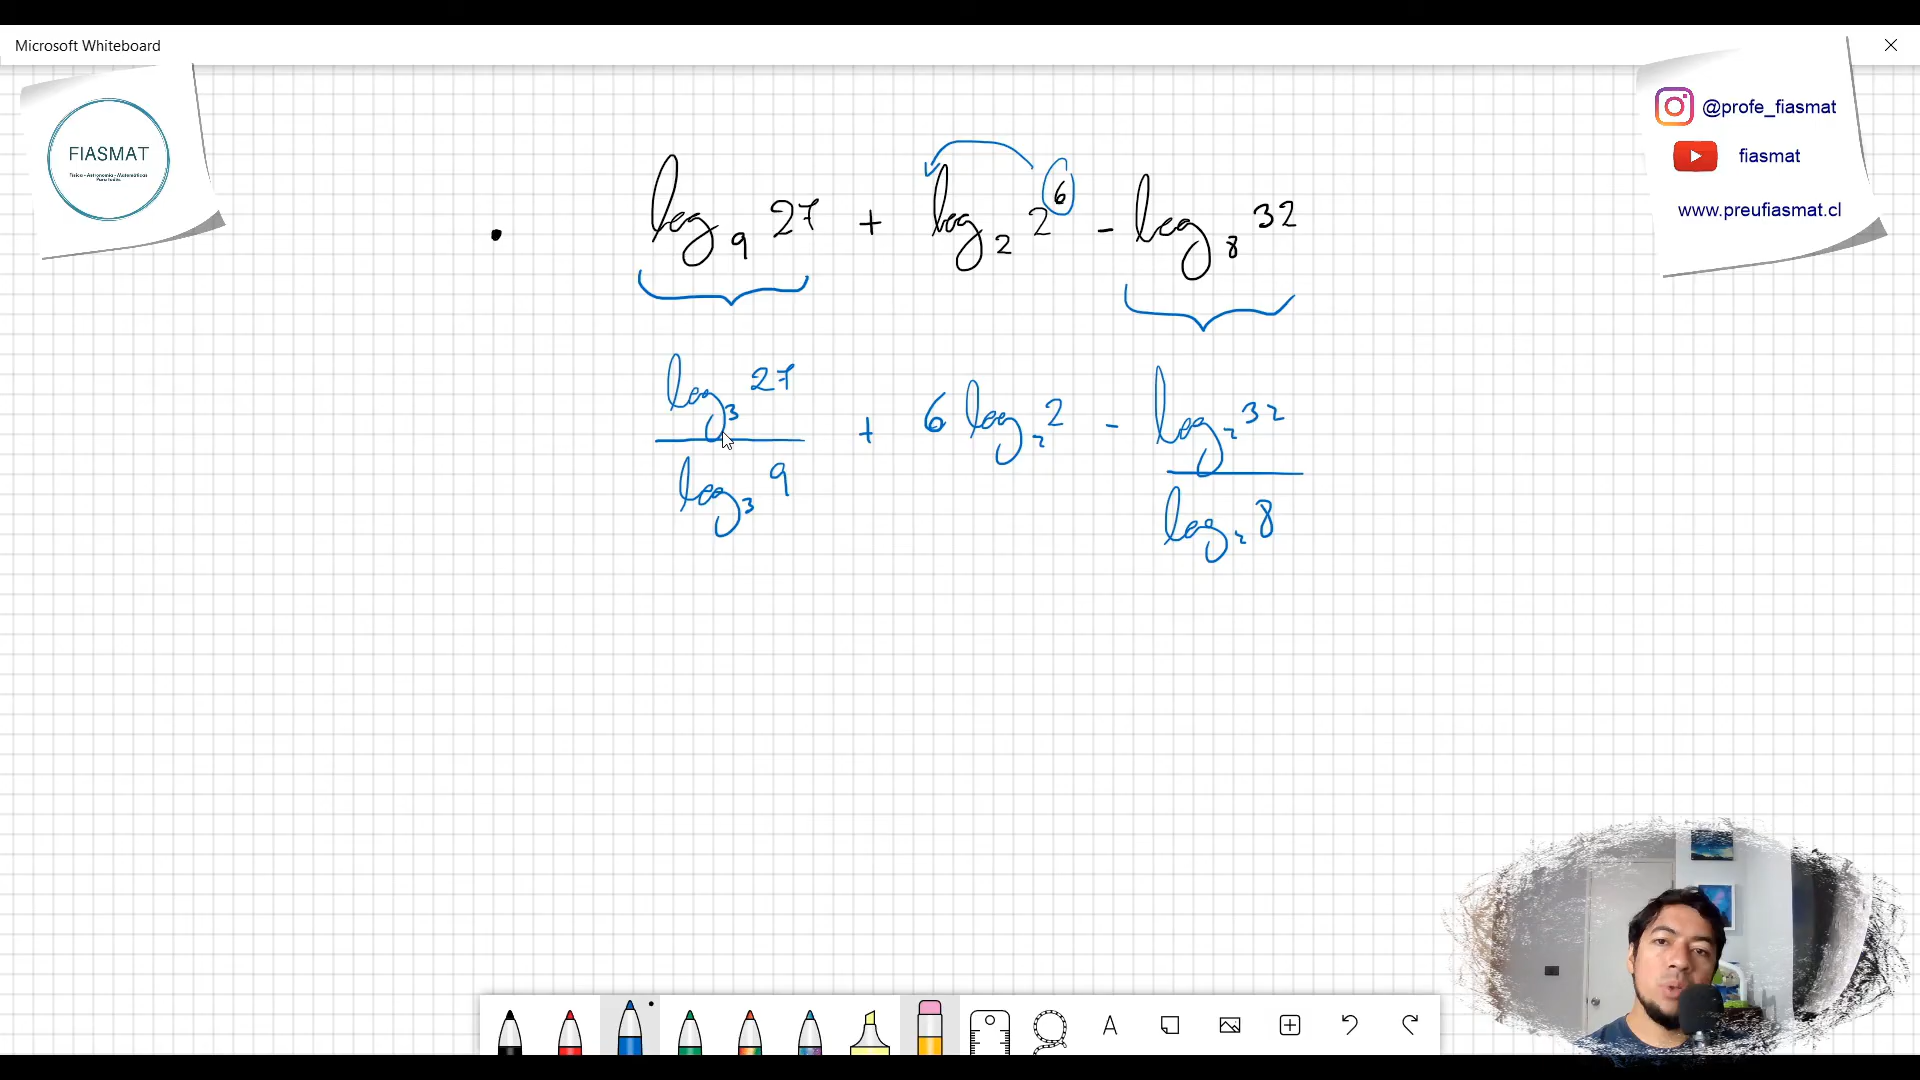 Microsoft Whiteboard
FIASMAT
@profe_fiasmat
fiasmat
www.preufiasmat.cl
• log₉ 27 + log₂ 2⁶ - log₈ 32
log₃ 27 / log₃ 9 + 6 log₂ 2 - log₂ 32 / log₂ 8
A